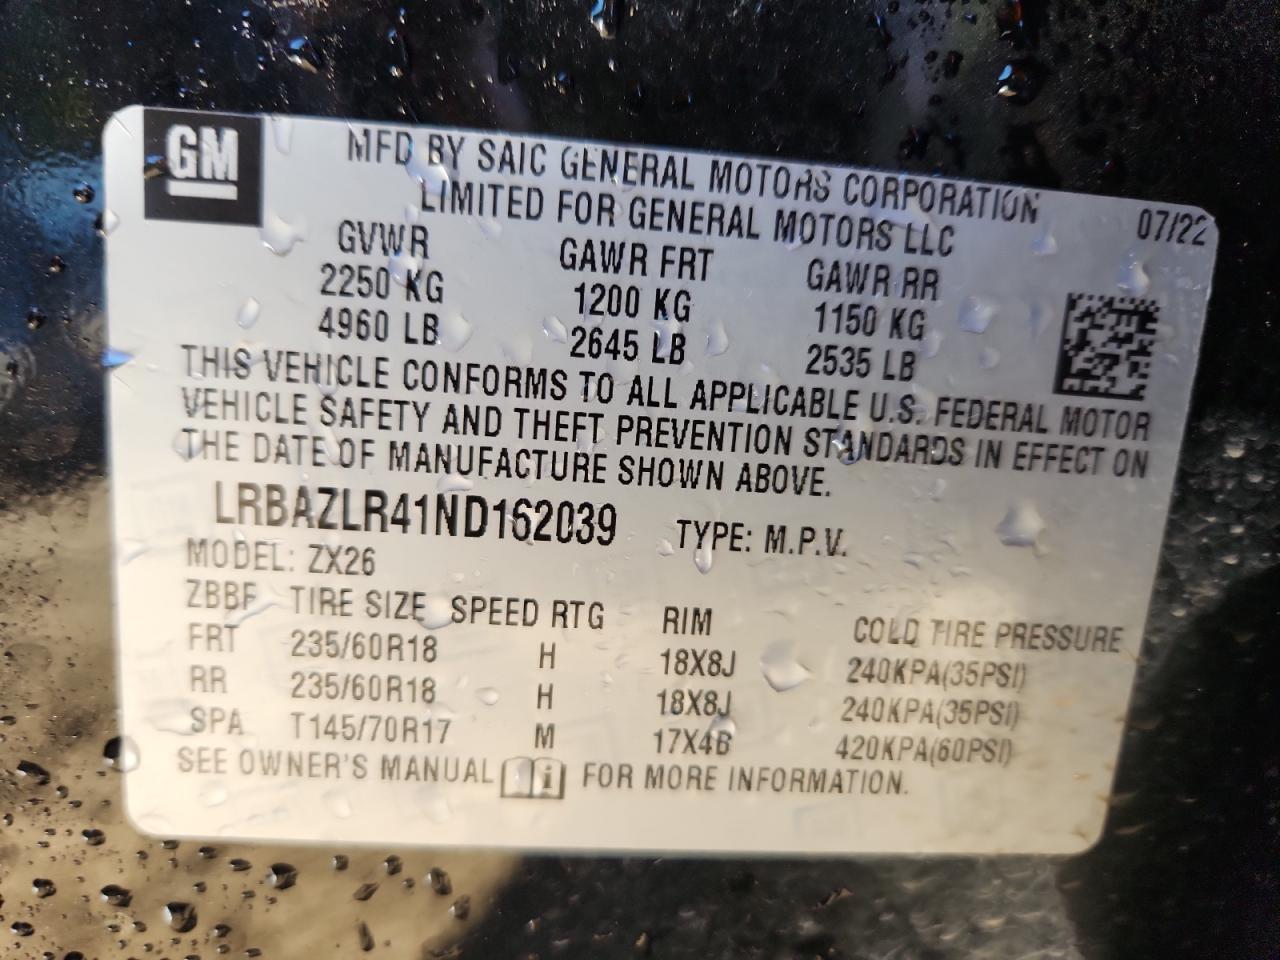 GM
MFD BY SAIC GENERAL MOTORS CORPORATION
LIMITED FOR GENERAL MOTORS LLC
07/22
GVWR GAWR FRT GAWR RR
2250 KG 1200 KG 1150 KG
4960 LB 2645 LB 2535 LB
THIS VEHICLE CONFORMS TO ALL APPLICABLE U.S. FEDERAL MOTOR
VEHICLE SAFETY AND THEFT PREVENTION STANDARDS IN EFFECT ON
THE DATE OF MANUFACTURE SHOWN ABOVE.
LRBAZLR41ND162039 TYPE: M.P.V.
MODEL: ZX26
ZBBF TIRE SIZE SPEED RTG RIM COLD TIRE PRESSURE
FRT 235/60R18 H 18X8J 240KPA(35PSI)
RR 235/60R18 H 18X8J 240KPA(35PSI)
SPA T145/70R17 M 17X4B 420KPA(60PSI)
SEE OWNER'S MANUAL i FOR MORE INFORMATION.